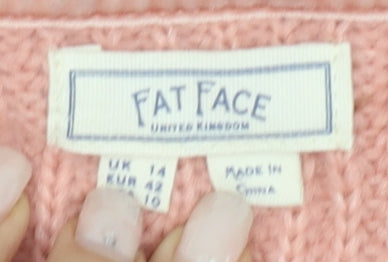 FAT FACE
UNITED KINGDOM
UK 14
EUR 42
10
MADE IN
CHINA